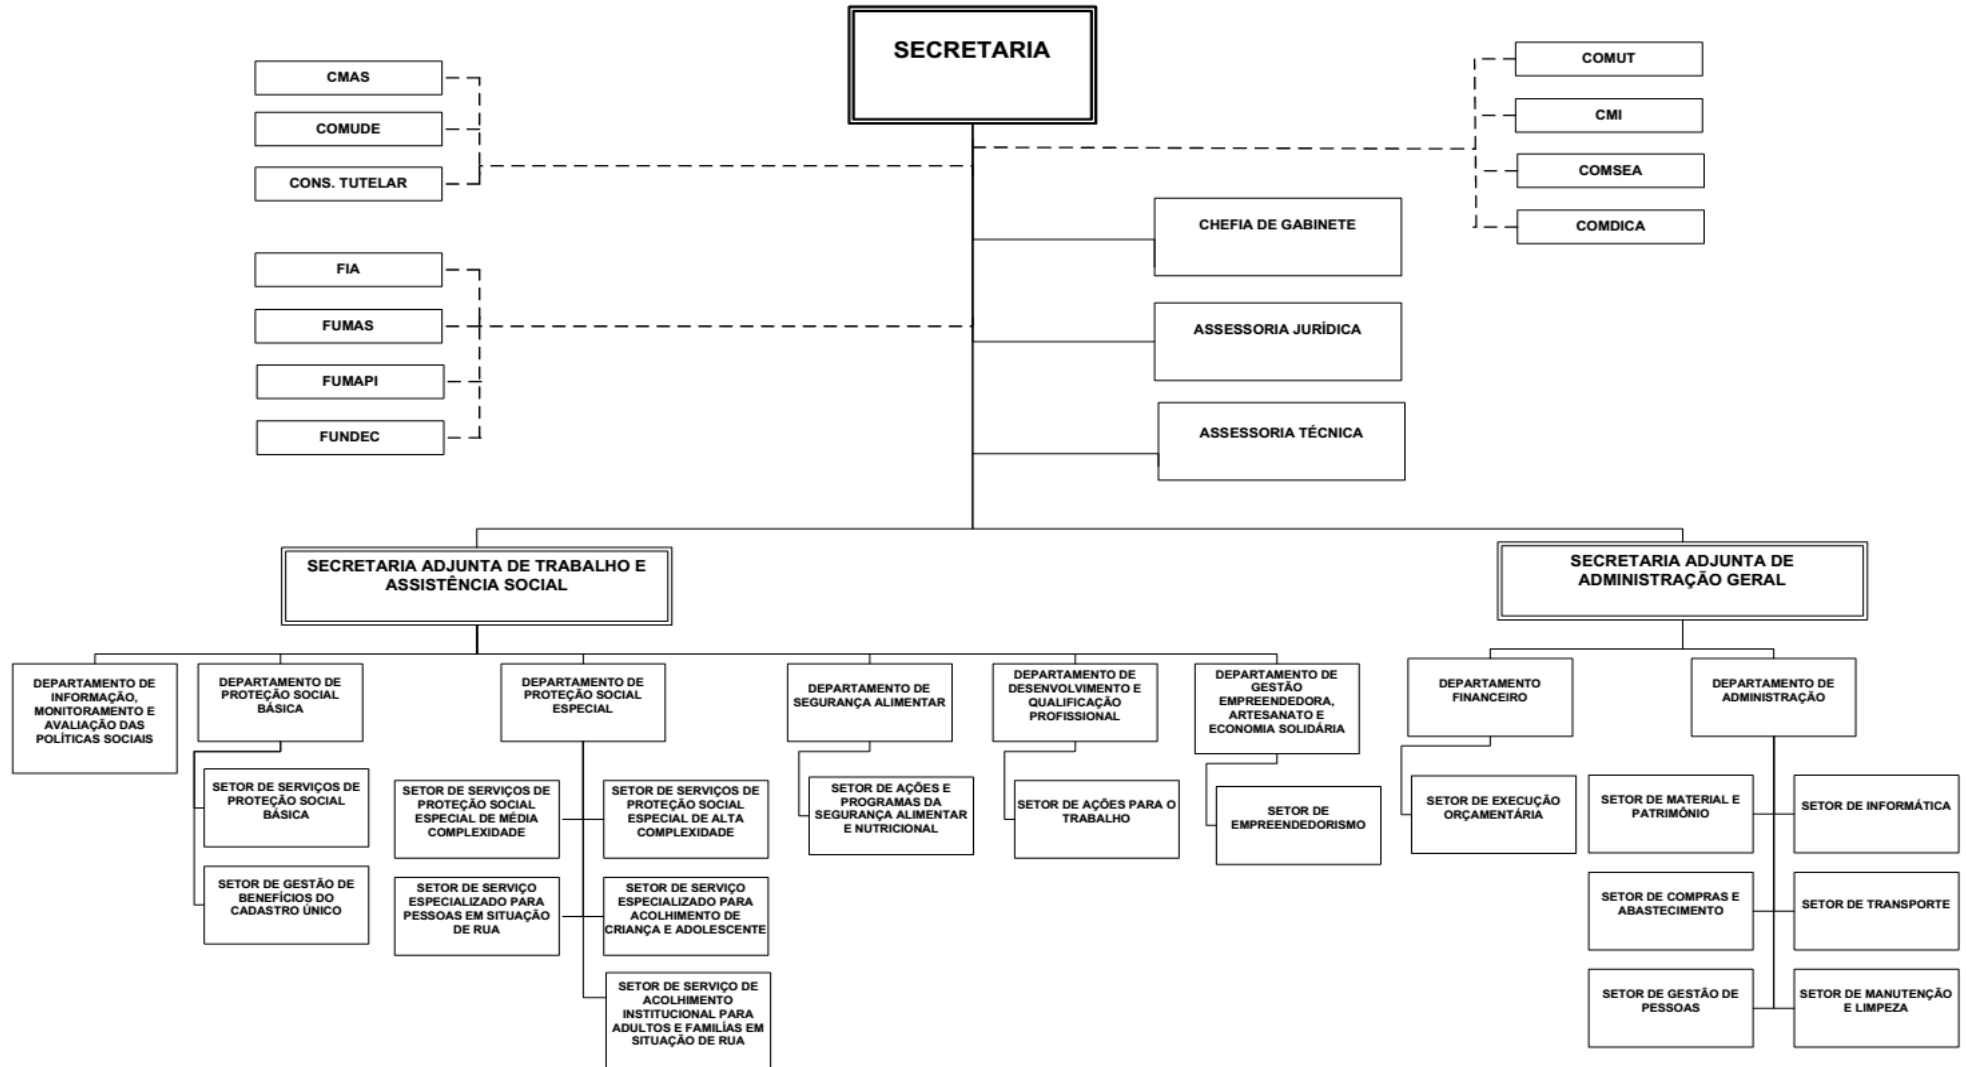 SECRETARIA
CMAS
COMUDE
CONS. TUTELAR
COMUT
CMI
COMSEA
COMDICA
FIA
FUMAS
FUMAPI
FUNDEC
CHEFIA DE GABINETE
ASSESSORIA JURÍDICA
ASSESSORIA TÉCNICA
SECRETARIA ADJUNTA DE TRABALHO E
ASSISTÊNCIA SOCIAL
SECRETARIA ADJUNTA DE
ADMINISTRAÇÃO GERAL
DEPARTAMENTO DE
INFORMAÇÃO,
MONITORAMENTO E
AVALIAÇÃO DAS
POLÍTICAS SOCIAIS
DEPARTAMENTO DE
PROTEÇÃO SOCIAL
BÁSICA
DEPARTAMENTO DE
PROTEÇÃO SOCIAL
ESPECIAL
DEPARTAMENTO DE
SEGURANÇA ALIMENTAR
DEPARTAMENTO DE
DESENVOLVIMENTO E
QUALIFICAÇÃO
PROFISSIONAL
DEPARTAMENTO DE
GESTÃO
EMPREENDEDORA,
ARTESANATO E
ECONOMIA SOLIDÁRIA
DEPARTAMENTO
FINANCEIRO
DEPARTAMENTO DE
ADMINISTRAÇÃO
SETOR DE SERVIÇOS DE
PROTEÇÃO SOCIAL
BÁSICA
SETOR DE SERVIÇOS DE
PROTEÇÃO SOCIAL
ESPECIAL DE MÉDIA
COMPLEXIDADE
SETOR DE SERVIÇOS DE
PROTEÇÃO SOCIAL
ESPECIAL DE ALTA
COMPLEXIDADE
SETOR DE AÇÕES E
PROGRAMAS DA
SEGURANÇA ALIMENTAR
E NUTRICIONAL
SETOR DE AÇÕES PARA O
TRABALHO
SETOR DE
EMPREENDEDORISMO
SETOR DE EXECUÇÃO
ORÇAMENTÁRIA
SETOR DE MATERIAL E
PATRIMÔNIO
SETOR DE INFORMÁTICA
SETOR DE GESTÃO DE
BENEFÍCIOS DO
CADASTRO ÚNICO
SETOR DE SERVIÇO
ESPECIALIZADO PARA
PESSOAS EM SITUAÇÃO
DE RUA
SETOR DE SERVIÇO
ESPECIALIZADO PARA
ACOLHIMENTO DE
CRIANÇA E ADOLESCENTE
SETOR DE COMPRAS E
ABASTECIMENTO
SETOR DE TRANSPORTE
SETOR DE SERVIÇO DE
ACOLHIMENTO
INSTITUCIONAL PARA
ADULTOS E FAMILÍAS EM
SITUAÇÃO DE RUA
SETOR DE GESTÃO DE
PESSOAS
SETOR DE MANUTENÇÃO
E LIMPEZA